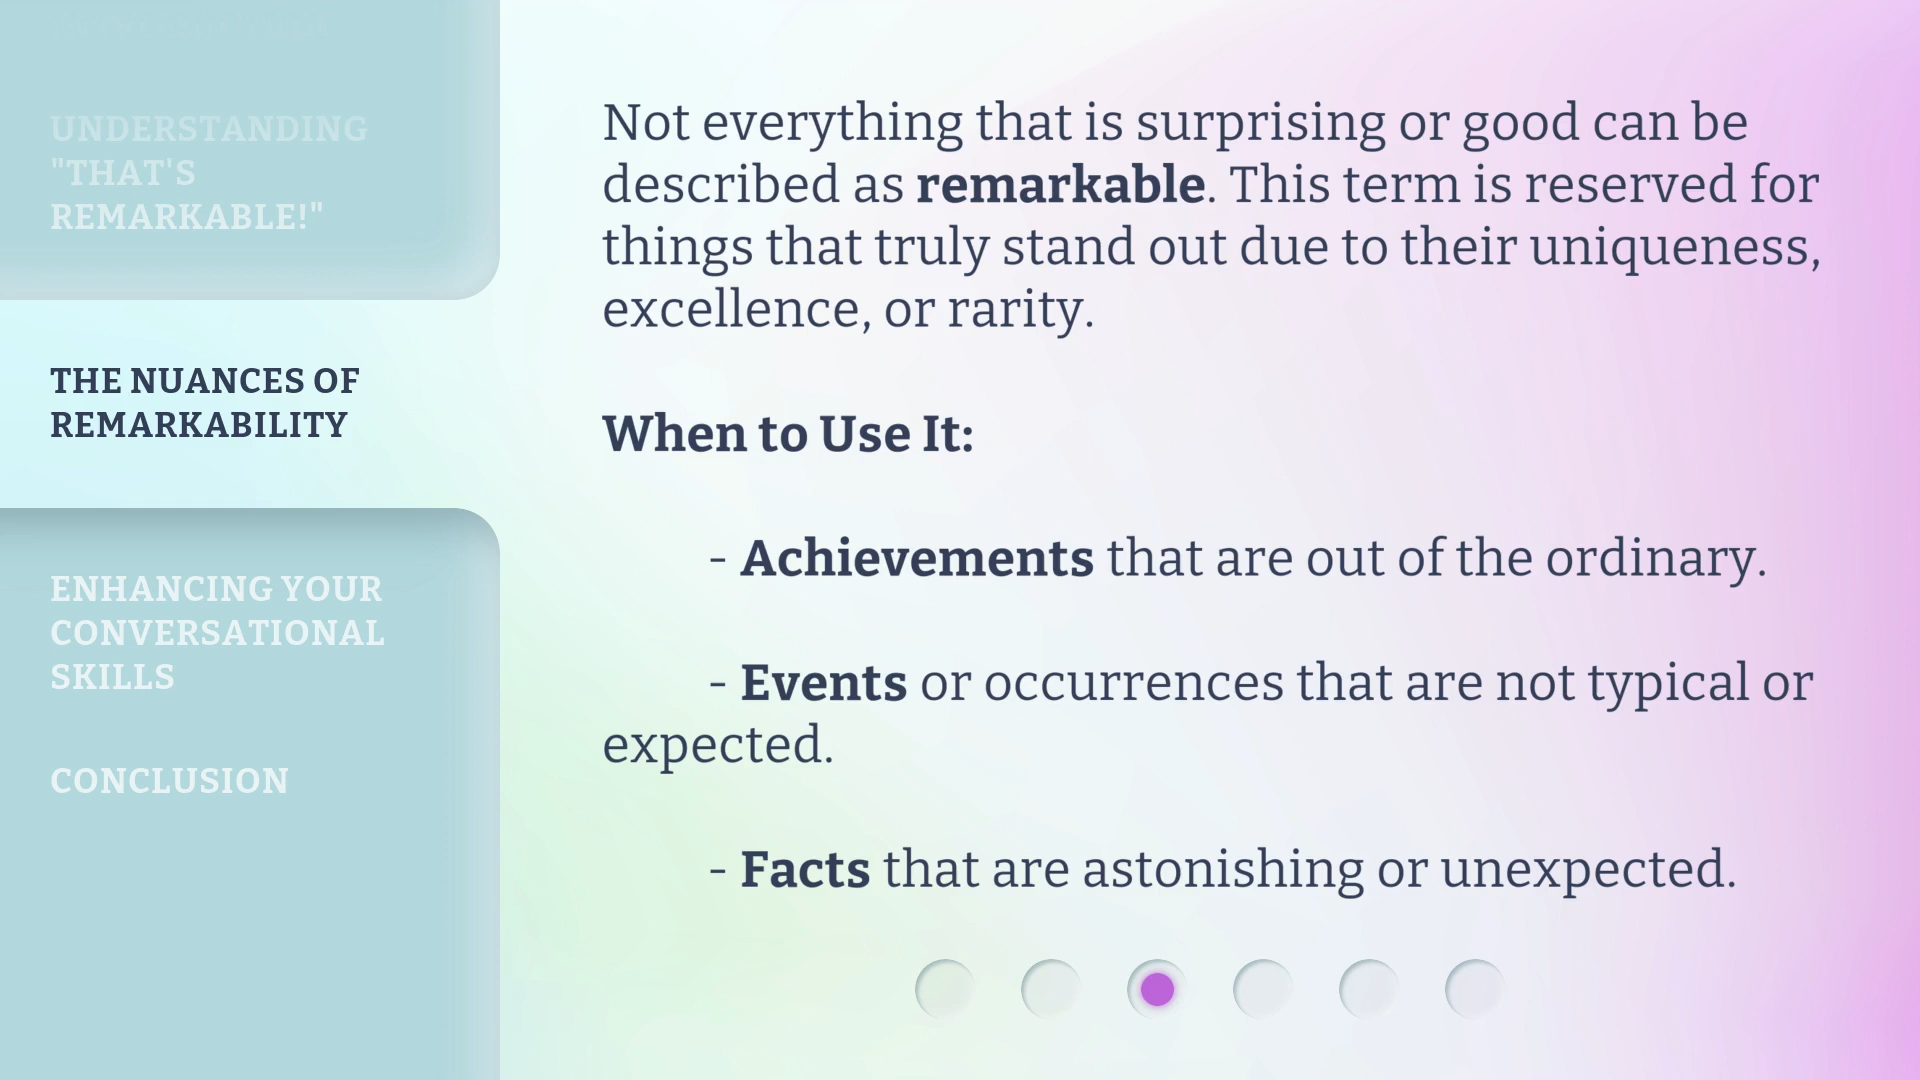 UNDERSTANDING
"THAT'S
REMARKABLE!"
THE NUANCES OF
REMARKABILITY
ENHANCING YOUR
CONVERSATIONAL
SKILLS
CONCLUSION
Not everything that is surprising or good can be
described as remarkable. This term is reserved for
things that truly stand out due to their uniqueness,
excellence, or rarity.
When to Use It:
- Achievements that are out of the ordinary.
- Events or occurrences that are not typical or
expected.
- Facts that are astonishing or unexpected.